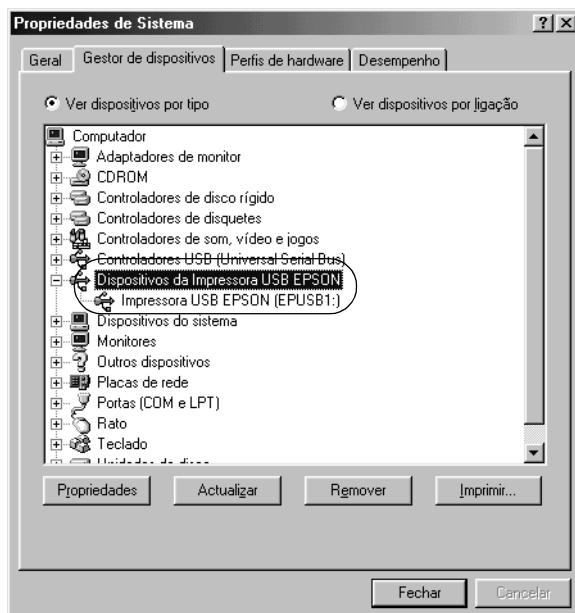 Propriedades de Sistema
Geral Gestor de dispositivos Perfis de hardware Desempenho
Ver dispositivos por tipo Ver dispositivos por ligação
Computador
Adaptadores de monitor
CDROM
Controladores de disco rígido
Controladores de disquetes
Controladores de som, vídeo e jogos
Controladores USB (Universal Serial Bus)
Dispositivos da Impressora USB EPSON
Impressora USB EPSON (EPUSB1:)
Dispositivos do sistema
Monitores
Outros dispositivos
Placas de rede
Portas (COM e LPT)
Rato
Teclado
Unidades de disco
Propriedades Actualizar Remover Imprimir...
Fechar Cancelar